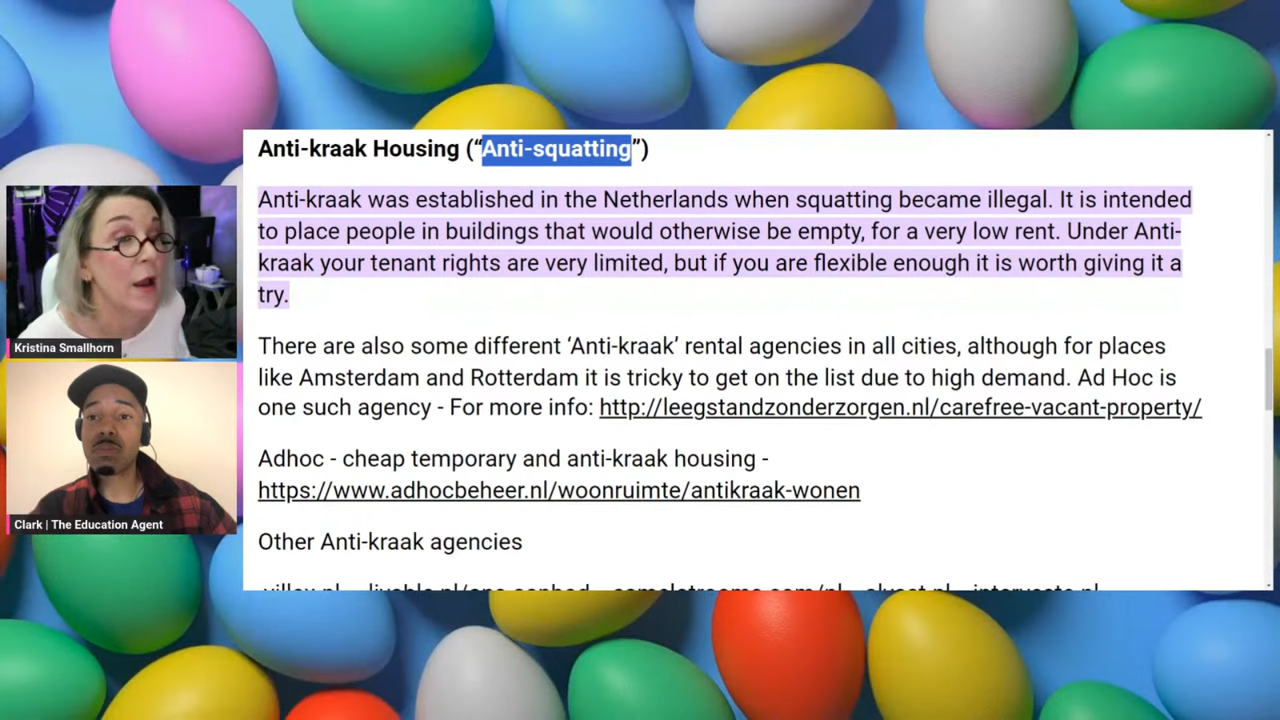 Anti-kraak Housing (“Anti-squatting”)
Anti-kraak was established in the Netherlands when squatting became illegal. It is intended
to place people in buildings that would otherwise be empty, for a very low rent. Under Anti-
kraak your tenant rights are very limited, but if you are flexible enough it is worth giving it a
try.
There are also some different ‘Anti-kraak’ rental agencies in all cities, although for places
like Amsterdam and Rotterdam it is tricky to get on the list due to high demand. Ad Hoc is
one such agency - For more info: http://leegstandzonderzorgen.nl/carefree-vacant-property/
Adhoc - cheap temporary and anti-kraak housing -
https://www.adhocbeheer.nl/woonruimte/antikraak-wonen
Other Anti-kraak agencies
Kristina Smallhorn
Clark | The Education Agent